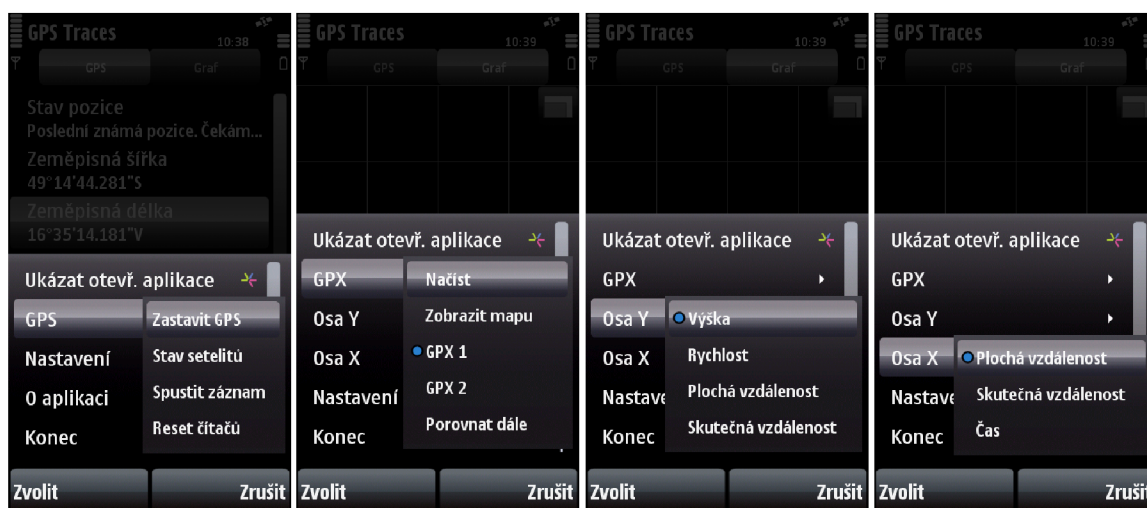 GPS Traces
10:38
GPS
Graf
Stav pozice
Poslední známá pozice. Čekám...
Zeměpisná šířka
49°14'44.281"S
Zeměpisná délka
16°35'14.181"V
Ukázat otevř. aplikace
GPS
Zastavit GPS
Nastavení
Stav setelitů
O aplikaci
Spustit záznam
Konec
Reset čítačů
Zvolit
Zrušit
GPS Traces
10:39
GPS
Graf
Ukázat otevř. aplikace
GPX
Načíst
Osa Y
Zobrazit mapu
Osa X
GPX 1
Nastavení
GPX 2
Konec
Porovnat dále
Zvolit
Zrušit
GPS Traces
10:39
GPS
Graf
Ukázat otevř. aplikace
GPX
Osa Y
Výška
Osa X
Rychlost
Nastave
Plochá vzdálenost
Konec
Skutečná vzdálenost
Zvolit
Zrušit
GPS Traces
10:39
GPS
Graf
Ukázat otevř. aplikace
GPX
Osa Y
Osa X
Plochá vzdálenost
Nastave
Skutečná vzdálenost
Konec
Čas
Zvolit
Zrušit